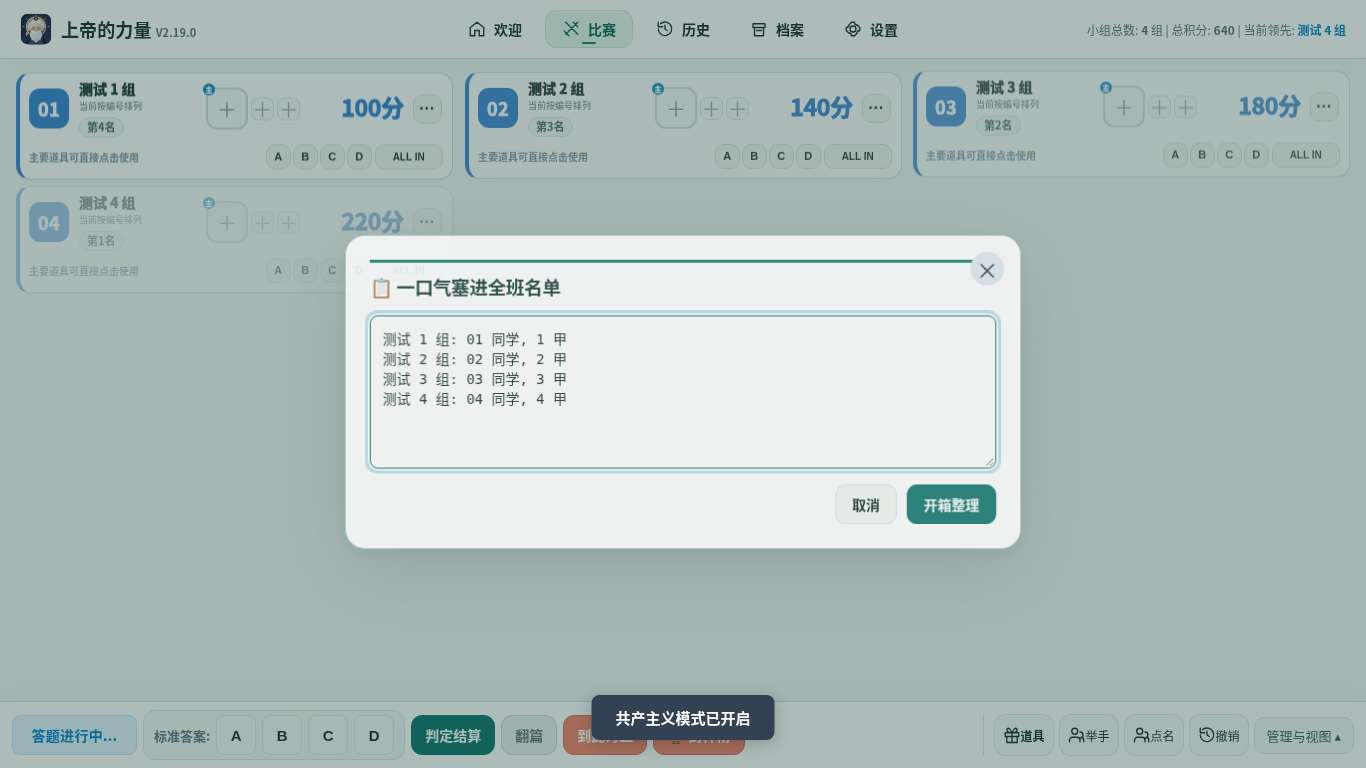 上帝的力量 V2.19.0
欢迎
比赛
历史
档案
设置
小组总数: 4 组 | 总积分: 640 | 当前领先: 测试 4 组
01
测试 1 组
当前按编号排列
第4名
主
100分
主要道具可直接点击使用
A B C D ALL IN
02
测试 2 组
当前按编号排列
第3名
主
140分
主要道具可直接点击使用
A B C D ALL IN
03
测试 3 组
当前按编号排列
第2名
主
180分
主要道具可直接点击使用
A B C D ALL IN
04
测试 4 组
当前按编号排列
第1名
主
220分
主要道具可直接点击使用
A B C D ALL IN
一口气塞进全班名单
测试 1 组: 01 同学, 1 甲
测试 2 组: 02 同学, 2 甲
测试 3 组: 03 同学, 3 甲
测试 4 组: 04 同学, 4 甲
取消
开箱整理
共产主义模式已开启
答题进行中...
标准答案: A B C D
判定结算
翻篇
道具
举手
点名
撤销
管理与视图 ▴